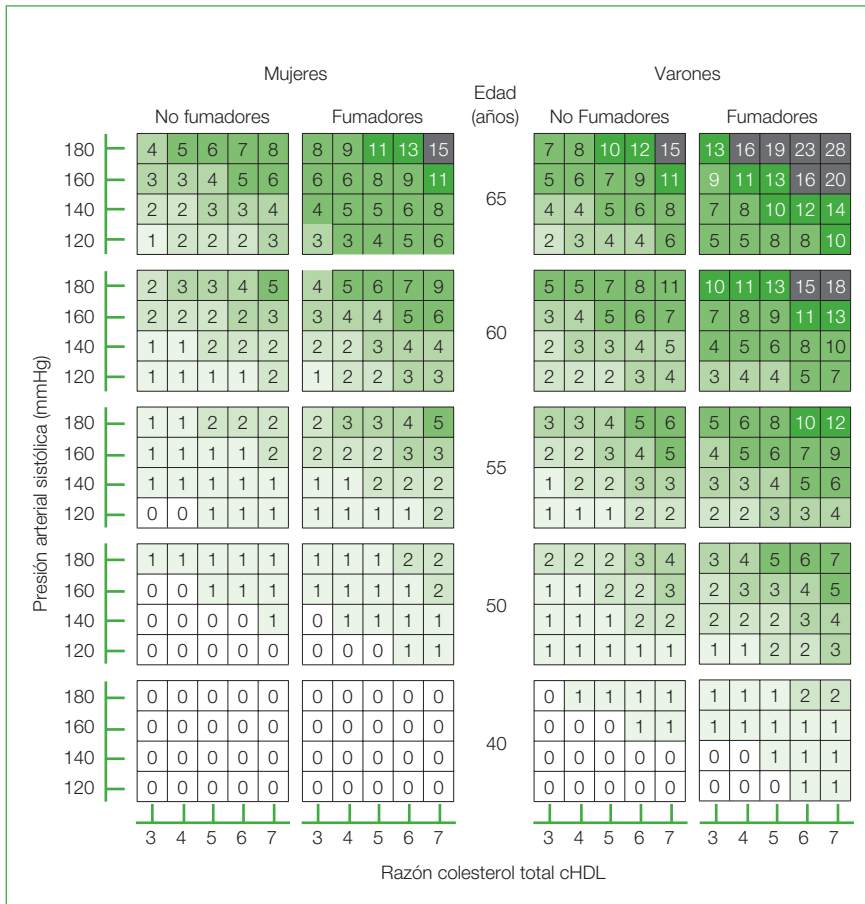 Mujeres Varones
Edad
(años)
No fumadores Fumadores No Fumadores Fumadores
180 4 5 6 7 8 8 9 11 13 15 7 8 10 12 15 13 16 19 23 28
160 3 3 4 5 6 6 6 8 9 11 5 6 7 9 11 9 11 13 16 20
65
140 2 2 3 3 4 4 5 5 6 8 4 4 5 6 8 7 8 10 12 14
120 1 2 2 2 3 3 3 4 5 6 2 3 4 4 6 5 5 8 8 10
180 2 3 3 4 5 4 5 6 7 9 5 5 7 8 11 10 11 13 15 18
160 2 2 2 2 3 3 4 4 5 6 3 4 5 6 7 7 8 9 11 13
60
140 1 1 2 2 2 2 2 3 4 4 2 3 3 4 5 4 5 6 8 10
120 1 1 1 1 2 1 2 2 3 3 2 2 2 3 4 3 4 4 5 7
180 1 1 2 2 2 2 3 3 4 5 3 3 4 5 6 5 6 8 10 12
160 1 1 1 1 2 2 2 2 3 3 2 2 3 4 5 4 5 6 7 9
55
140 1 1 1 1 1 1 1 2 2 2 1 2 2 3 3 3 3 4 5 6
120 0 0 1 1 1 1 1 1 1 2 1 1 1 2 2 2 2 3 3 4
180 1 1 1 1 1 1 1 1 2 2 2 2 2 3 4 3 4 5 6 7
160 0 0 1 1 1 1 1 1 1 2 1 1 2 2 3 2 3 3 4 5
50
140 0 0 0 0 1 0 1 1 1 1 1 1 1 2 2 2 2 2 3 4
120 0 0 0 0 0 0 0 0 1 1 1 1 1 1 1 1 1 2 2 3
180 0 0 0 0 0 0 0 0 0 0 0 1 1 1 1 1 1 1 2 2
160 0 0 0 0 0 0 0 0 0 0 0 0 0 1 1 1 1 1 1 1
40
140 0 0 0 0 0 0 0 0 0 0 0 0 0 0 0 0 0 1 1 1
120 0 0 0 0 0 0 0 0 0 0 0 0 0 0 0 0 0 0 1 1
3 4 5 6 7 3 4 5 6 7 3 4 5 6 7 3 4 5 6 7
Razón colesterol total cHDL
Presión arterial sistólica (mmHg)